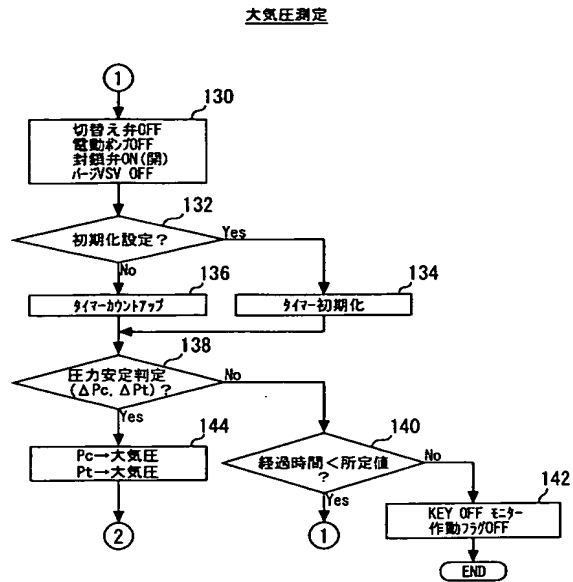 大気圧測定
1
130
切替え弁OFF
電動ﾎﾟﾝﾌﾟOFF
封鎖弁ON(開)
ﾊﾟｰｼﾞVSV OFF
132
初期化設定?
Yes
No
136
134
ﾀｲﾏｰｶｳﾝﾄｱｯﾌﾟ
ﾀｲﾏｰ初期化
138
圧力安定判定
(ΔPc, ΔPt)?
No
Yes
144
140
Pc→大気圧
Pt→大気圧
経過時間<所定値
?
No
Yes
142
2
1
KEY OFF ﾓﾆﾀｰ
作動ﾌﾗｸﾞOFF
END